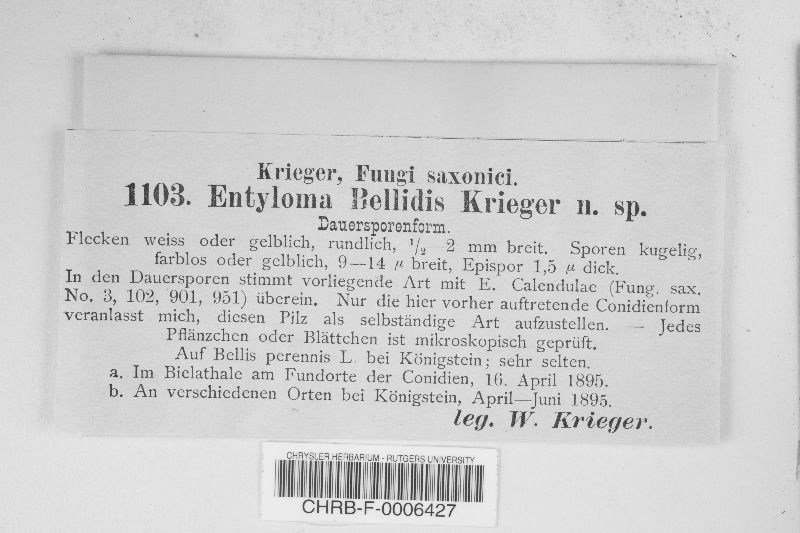 Krieger, Fungi saxonici.
1103. Entyloma Bellidis Krieger n. sp.
Dauersporenform.
Flecken weiss oder gelblich, rundlich, 1/2—2 mm breit. Sporen kugelig,
farblos oder gelblich, 9—14 µ breit, Epispor 1,5 µ dick.
In den Dauersporen stimmt vorliegende Art mit E. Calendulae (Fung. sax.
No. 3, 102, 901, 951) überein. Nur die hier vorher auftretende Conidienform
veranlasst mich, diesen Pilz als selbständige Art aufzustellen. — Jedes
Pflänzchen oder Blättchen ist mikroskopisch geprüft.
Auf Bellis perennis L. bei Königstein; sehr selten.
a. Im Bielathale am Fundorte der Conidien, 16. April 1895.
b. An verschiedenen Orten bei Königstein, April—Juni 1895.
leg. W. Krieger.
CHRYSLER HERBARIUM - RUTGERS UNIVERSITY
CHRB-F-0006427